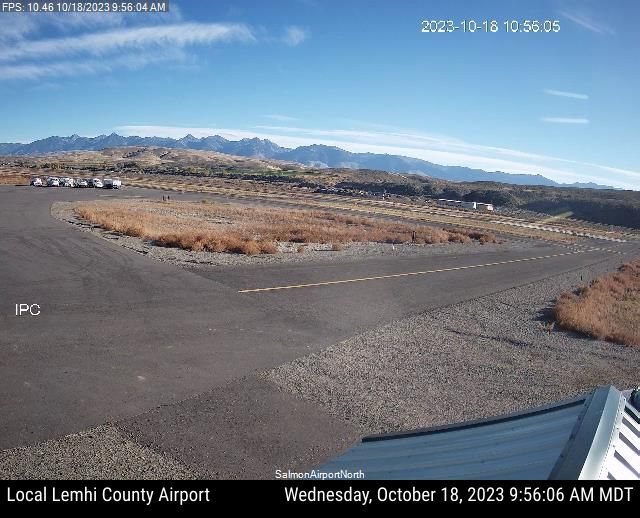 FPS: 10.46 10/18/2023 9:56:04 AM
2023-10-18 10:56:05
IPC
SalmonAirportNorth
Local Lemhi County Airport
Wednesday, October 18, 2023 9:56:06 AM MDT